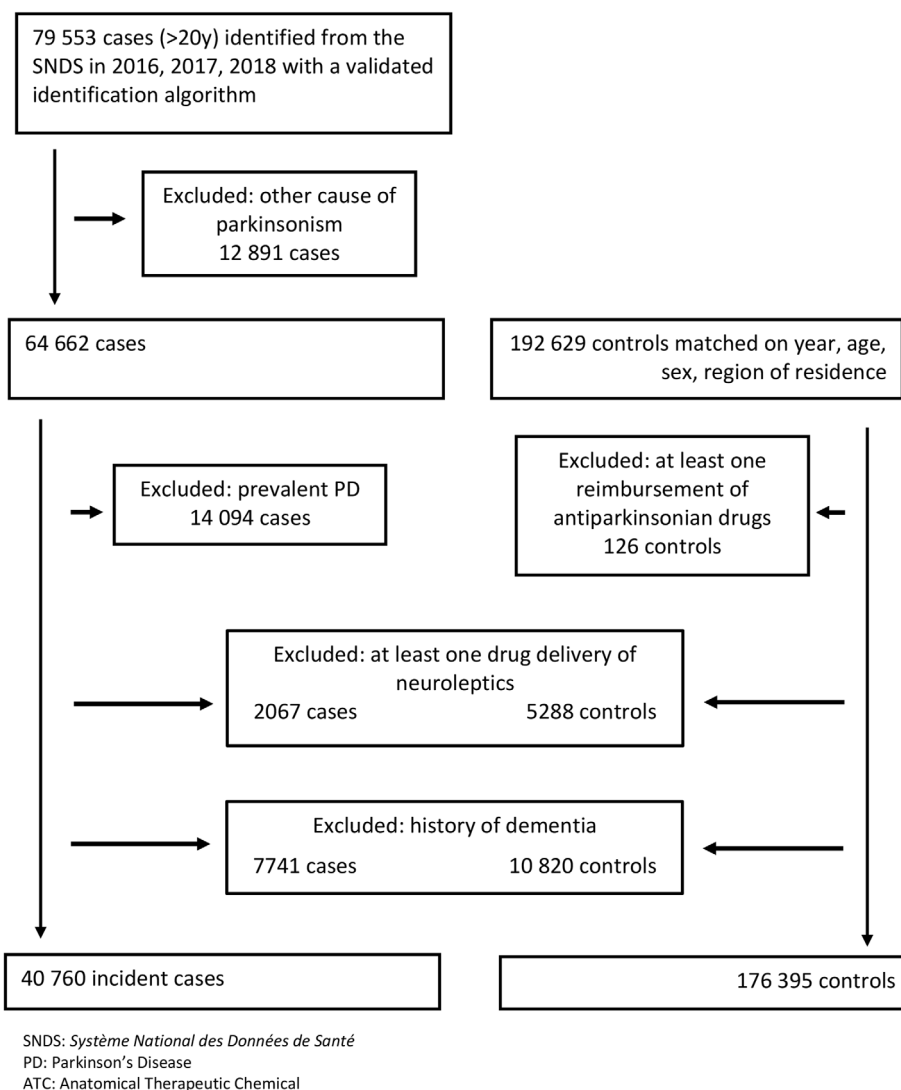 79 553 cases (>20y) identified from the
SNDS in 2016, 2017, 2018 with a validated
identification algorithm
Excluded: other cause of
parkinsonism
12 891 cases
64 662 cases
192 629 controls matched on year, age,
sex, region of residence
Excluded: prevalent PD
14 094 cases
Excluded: at least one
reimbursement of
antiparkinsonian drugs
126 controls
Excluded: at least one drug delivery of
neuroleptics
2067 cases 5288 controls
Excluded: history of dementia
7741 cases 10 820 controls
40 760 incident cases
176 395 controls
SNDS: Système National des Données de Santé
PD: Parkinson's Disease
ATC: Anatomical Therapeutic Chemical